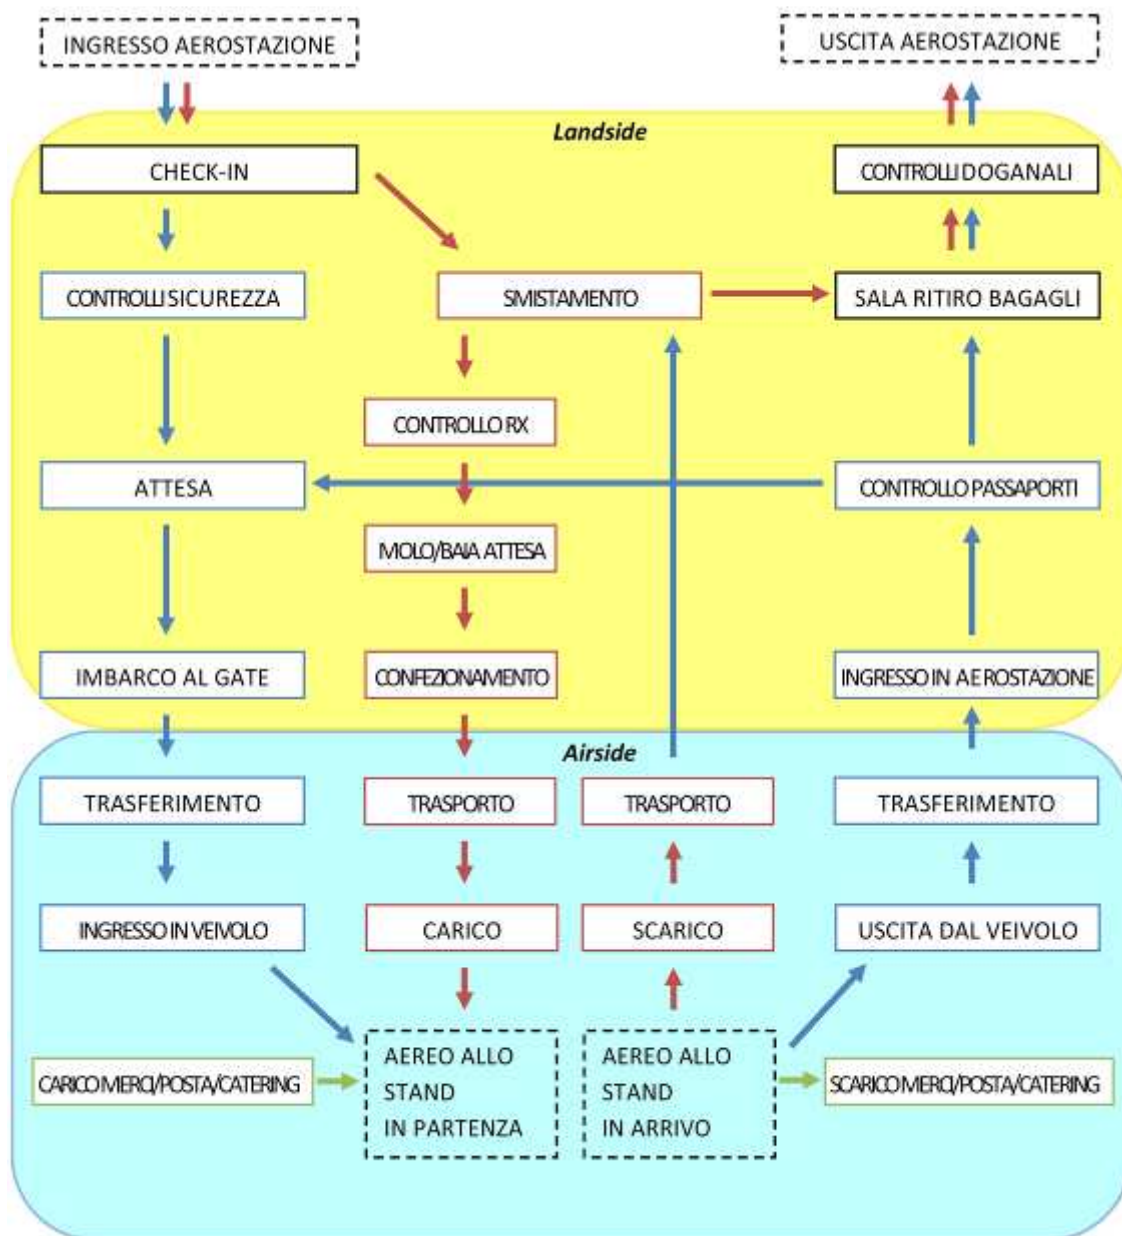 INGRESSO AEROSTAZIONE
USCITA AEROSTAZIONE
Landside
CHECK-IN
CONTROLLI DOGANALI
CONTROLLI SICUREZZA
SMISTAMENTO
SALA RITIRO BAGAGLI
CONTROLLO RX
ATTESA
CONTROLLO PASSAPORTI
MOLO/BAIA ATTESA
IMBARCO AL GATE
CONFEZIONAMENTO
INGRESSO IN AEROSTAZIONE
Airside
TRASFERIMENTO
TRASPORTO
TRASPORTO
TRASFERIMENTO
INGRESSO IN VEIVOLO
CARICO
SCARICO
USCITA DAL VEIVOLO
CARICO MERCI/POSTA/CATERING
AEREO ALLO
STAND
IN PARTENZA
AEREO ALLO
STAND
IN ARRIVO
SCARICO MERCI/POSTA/CATERING